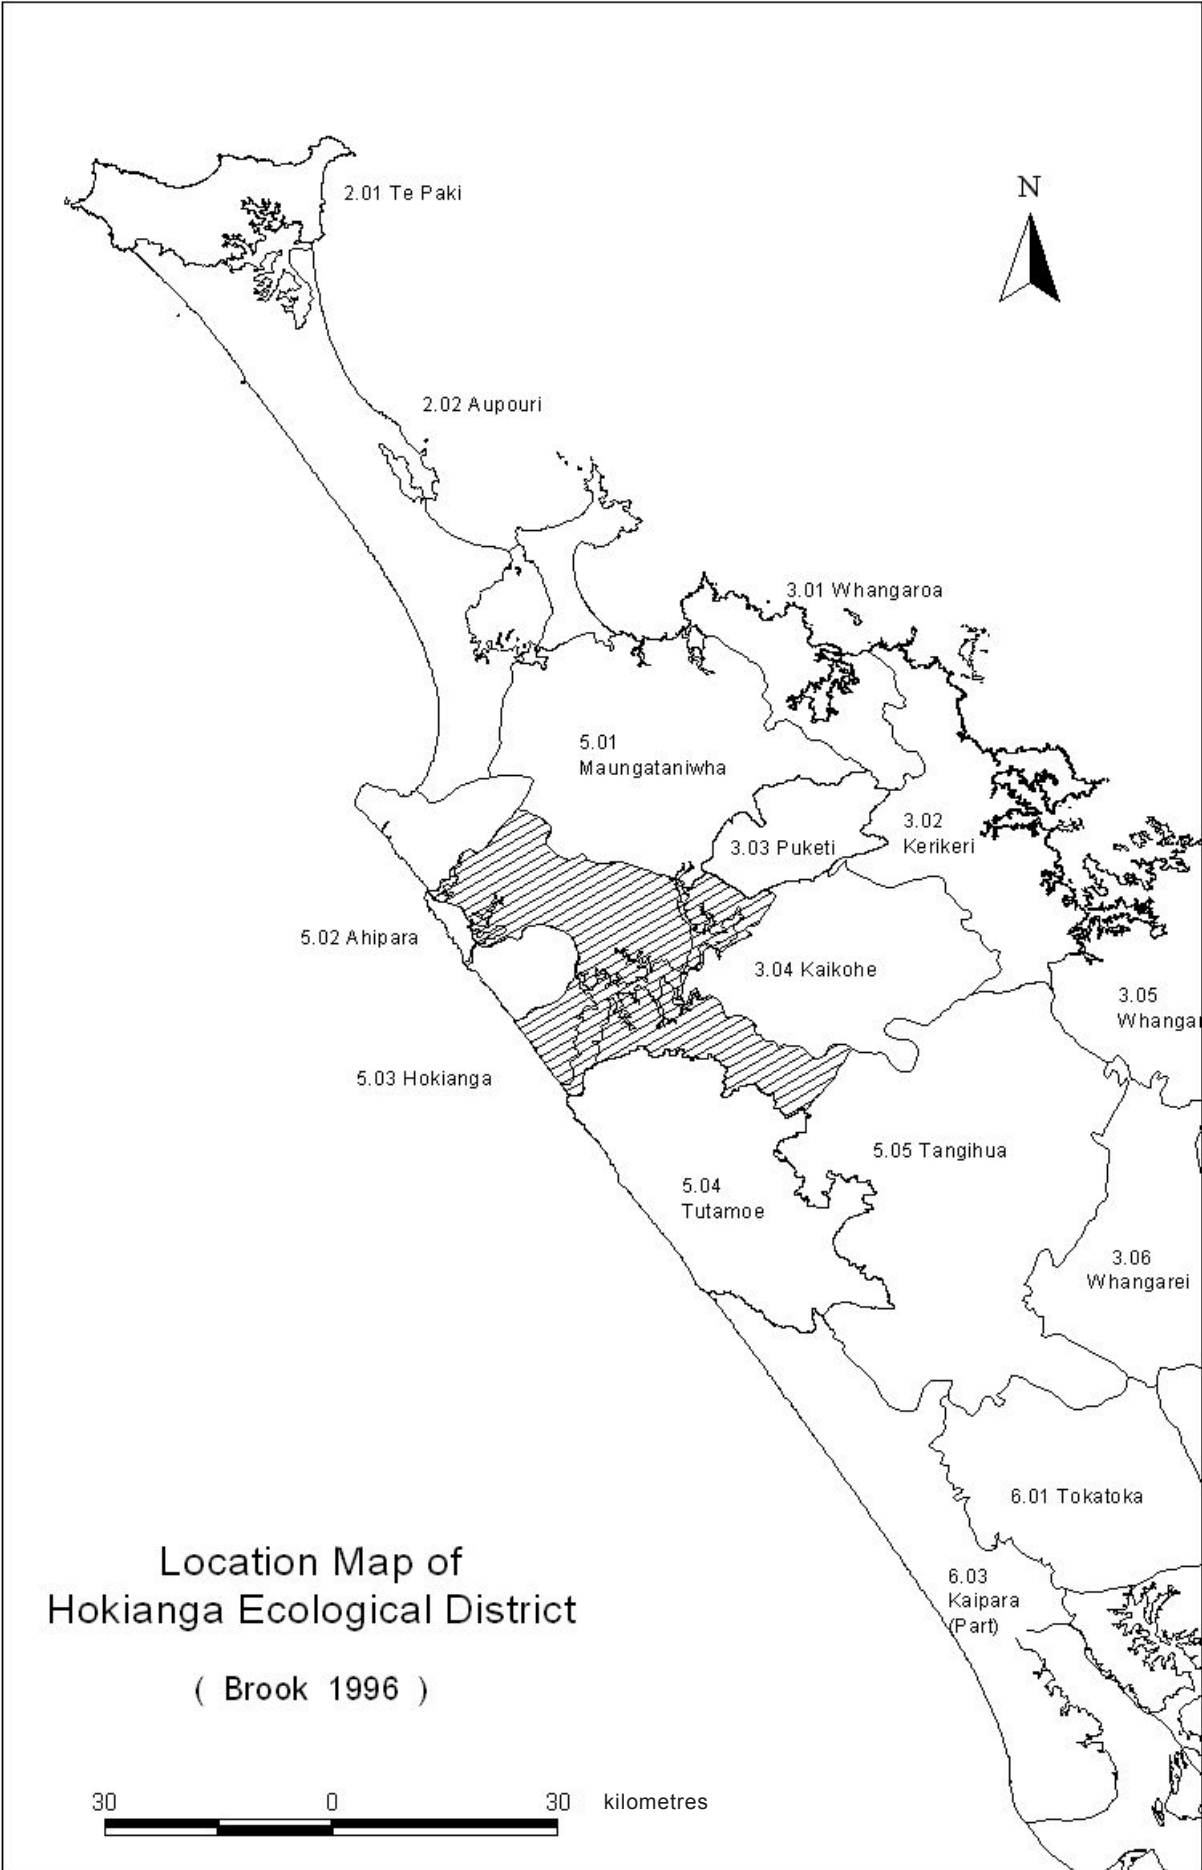 N
2.01 Te Paki
2.02 Aupouri
3.01 Whangaroa
5.01
Maungataniwha
3.02
Kerikeri
3.03 Puketi
5.02 Ahipara
3.04 Kaikohe
3.05
Whangar
5.03 Hokianga
5.05 Tangihua
5.04
Tutamoe
3.06
Whangarei
6.01 Tokatoka
6.03
Kaipara
(Part)
Location Map of
Hokianga Ecological District
( Brook 1996 )
30 0 30 kilometres